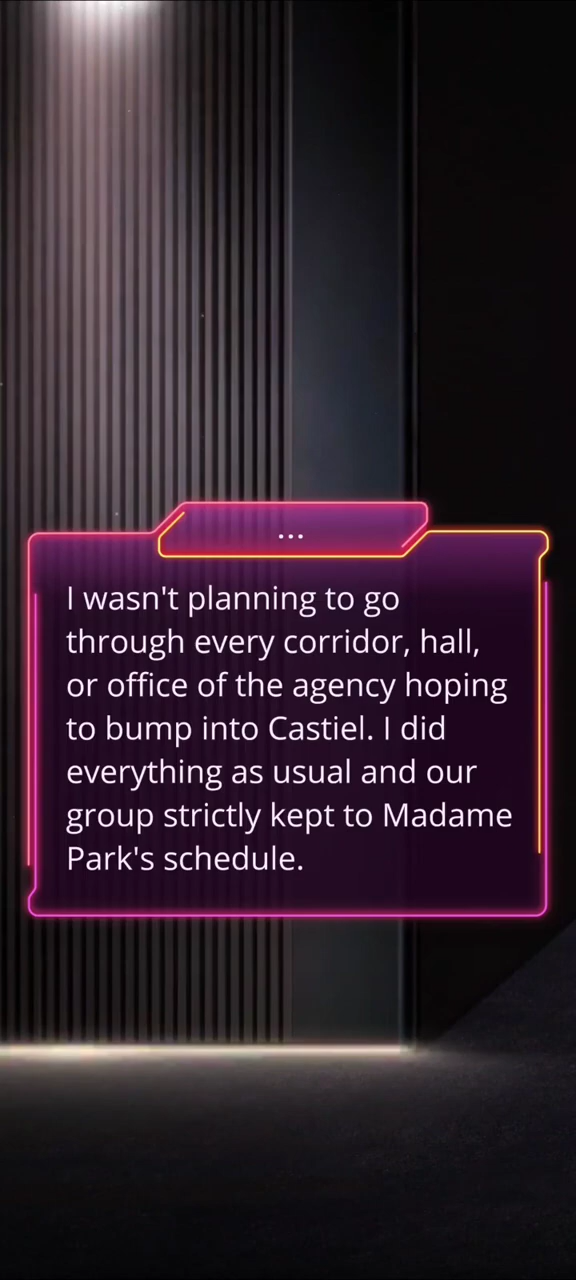 ...
I wasn't planning to go
through every corridor, hall,
or office of the agency hoping
to bump into Castiel. I did
everything as usual and our
group strictly kept to Madame
Park's schedule.